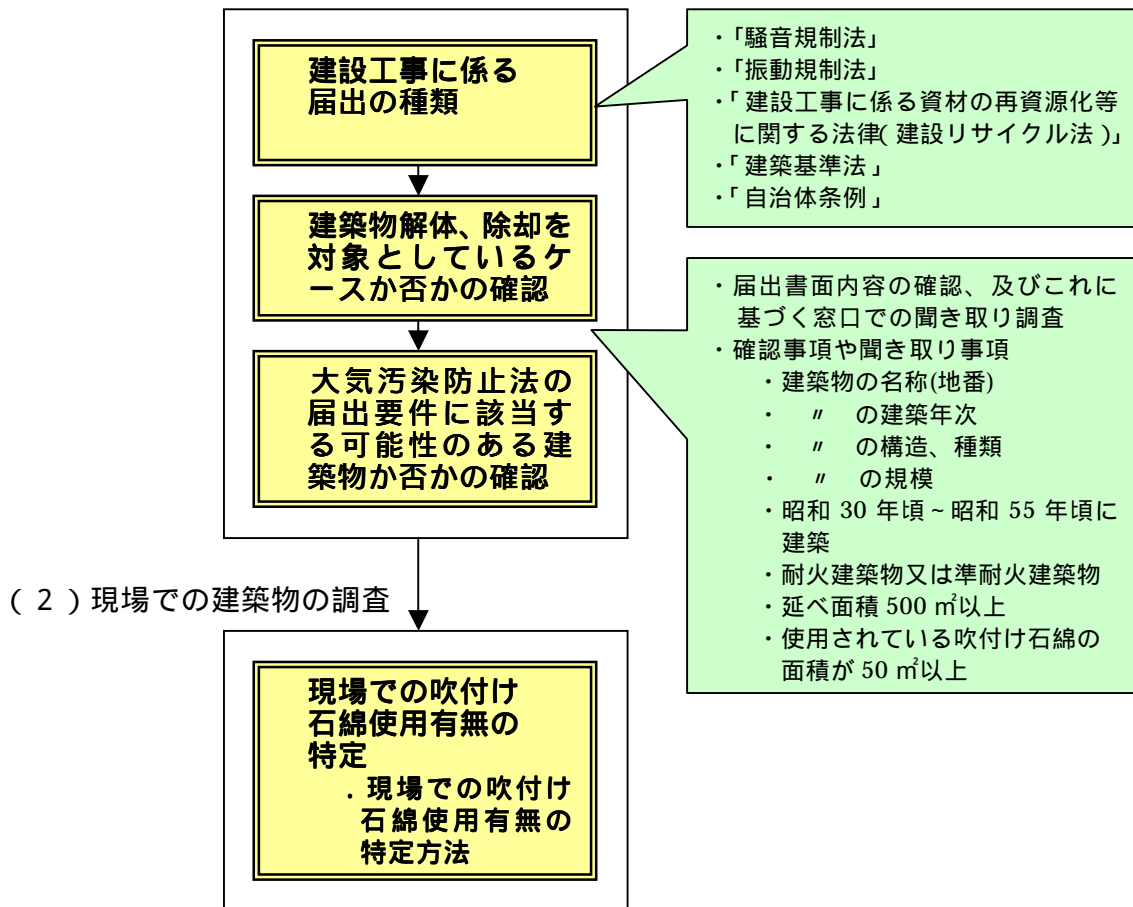 建設工事に係る
届出の種類
・「騒音規制法」
・「振動規制法」
・「建設工事に係る資材の再資源化等
に関する法律(建設リサイクル法)」
・「建築基準法」
・「自治体条例」
建築物解体、除却を
対象としているケ
ースか否かの確認
大気汚染防止法の
届出要件に該当す
る可能性のある建
築物か否かの確認
・届出書面内容の確認、及びこれに
基づく窓口での聞き取り調査
・確認事項や聞き取り事項
・建築物の名称(地番)
・ 〃 の建築年次
・ 〃 の構造、種類
・ 〃 の規模
・昭和 30 年頃~昭和 55 年頃に
建築
・耐火建築物又は準耐火建築物
・延べ面積 500 ㎡以上
・使用されている吹付け石綿の
面積が 50 ㎡以上
(2)現場での建築物の調査
現場での吹付け
石綿使用有無の
特定
.現場での吹付け
石綿使用有無の
特定方法